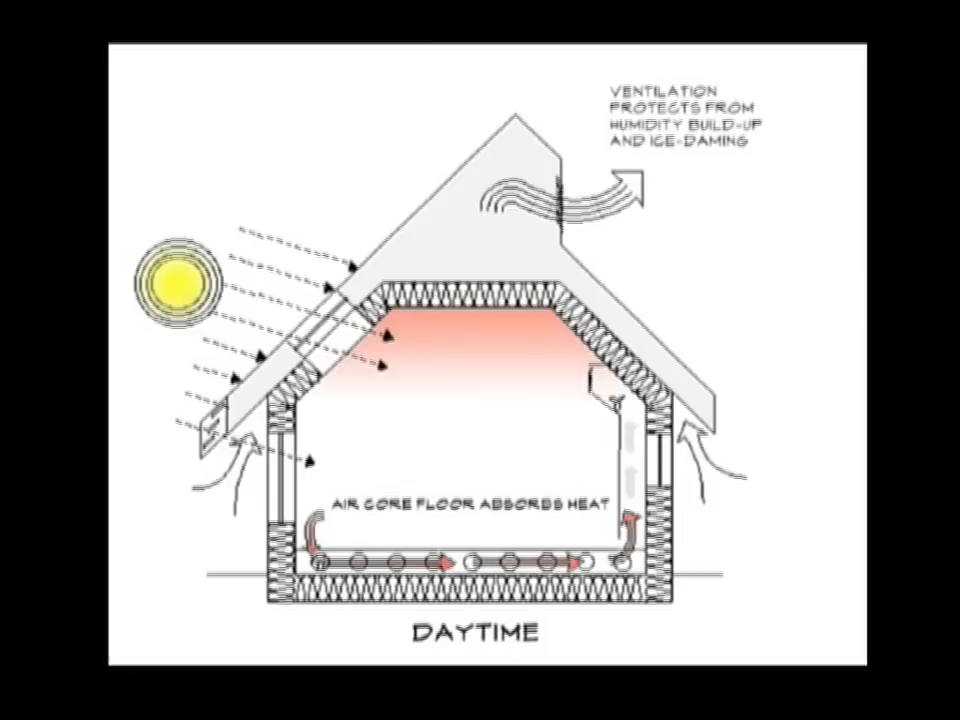 VENTILATION
PROTECTS FROM
HUMIDITY BUILD-UP
AND ICE-DAMING
AIR CORE FLOOR ABSORBS HEAT
DAYTIME